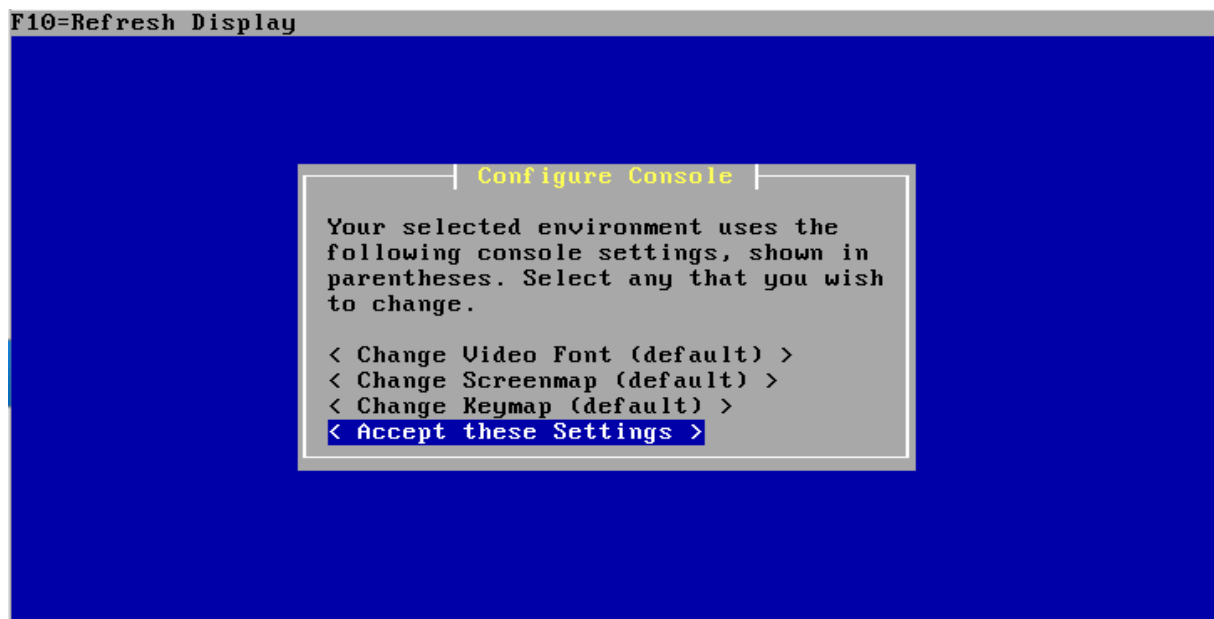 F10=Refresh Display
Configure Console
Your selected environment uses the
following console settings, shown in
parentheses. Select any that you wish
to change.
< Change Video Font (default) >
< Change Screenmap (default) >
< Change Keymap (default) >
< Accept these Settings >